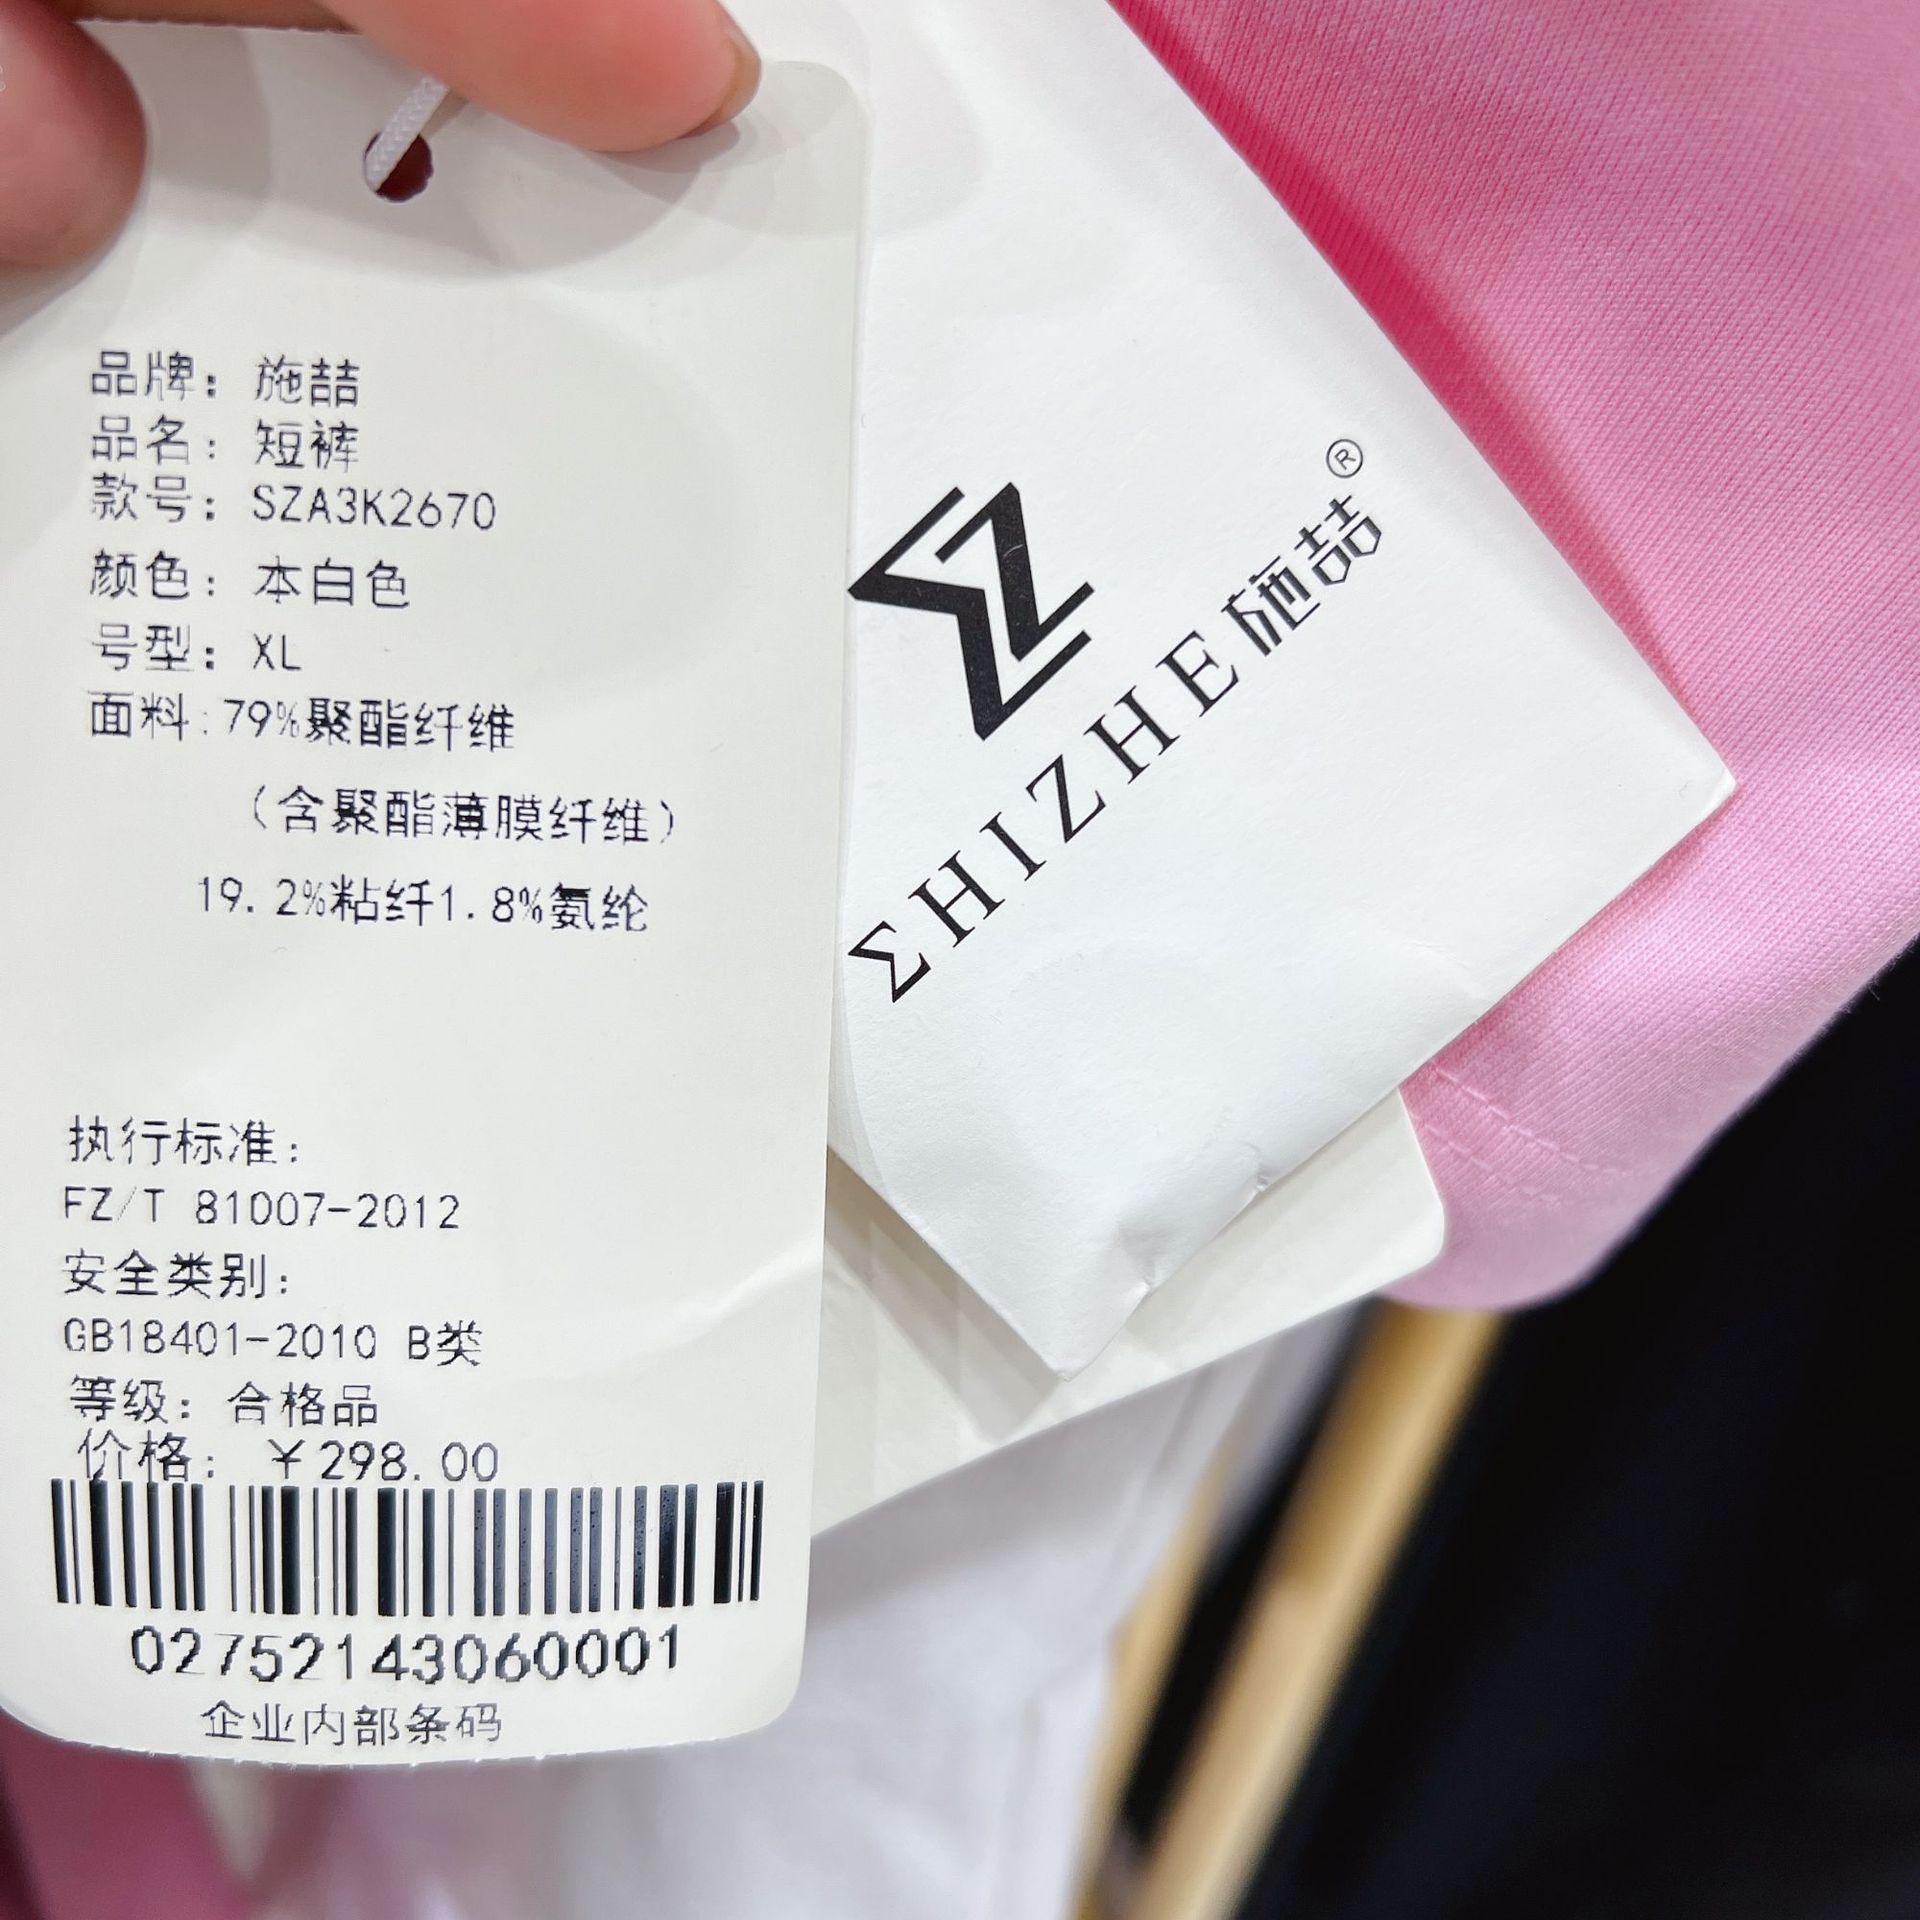 品牌：施喆
品名：短裤
款号：SZA3K2670
颜色：本白色
号型：XL
面料：79%聚酯纤维
（含聚酯薄膜纤维）
19.2%粘纤1.8%氨纶
执行标准：
FZ/T 81007-2012
安全类别：
GB18401-2010 B类
等级：合格品
价格：￥298.00
02752143060001
企业内部条码
ΣHIZHE施喆®